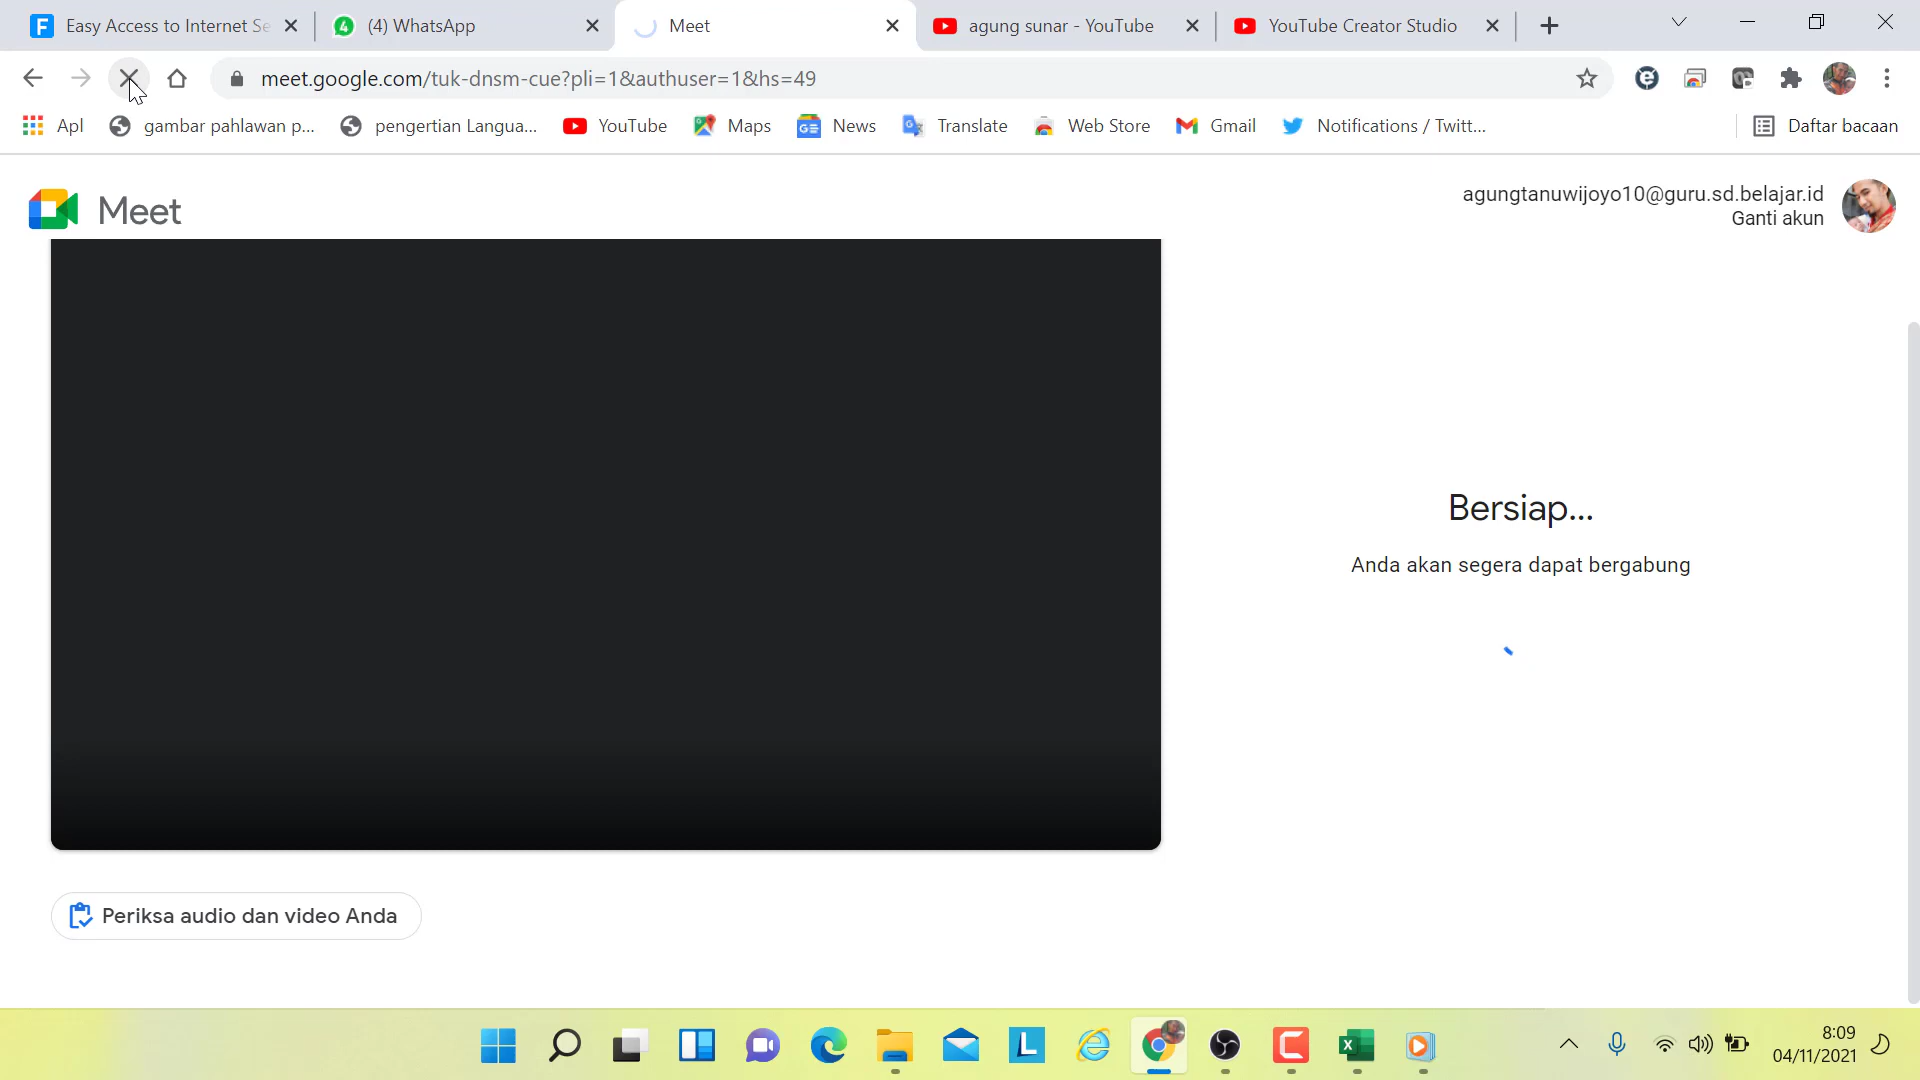 Easy Access to Internet Se
(4) WhatsApp
Meet
agung sunar - YouTube
YouTube Creator Studio
meet.google.com/tuk-dnsm-cue?pli=1&authuser=1&hs=49
Apl
gambar pahlawan p...
pengertian Langua...
YouTube
Maps
News
Translate
Web Store
Gmail
Notifications / Twitt...
Daftar bacaan
Meet
agungtanuwijoyo10@guru.sd.belajar.id
Ganti akun
Bersiap...
Anda akan segera dapat bergabung
Periksa audio dan video Anda
8:09
04/11/2021